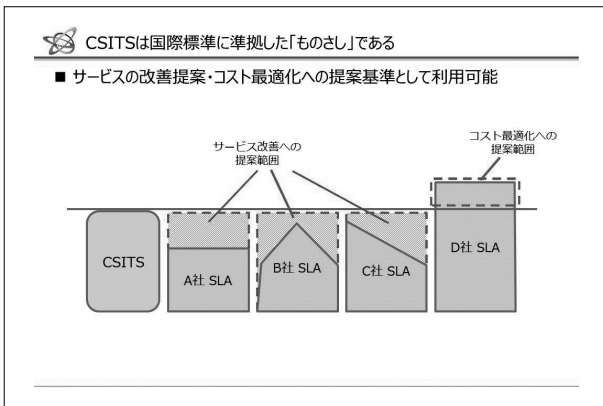 CSITSは国際標準に準拠した「ものさし」である
■ サービスの改善提案・コスト最適化への提案基準として利用可能
サービス改善への
提案範囲
コスト最適化への
提案範囲
CSITS
A社 SLA
B社 SLA
C社 SLA
D社 SLA